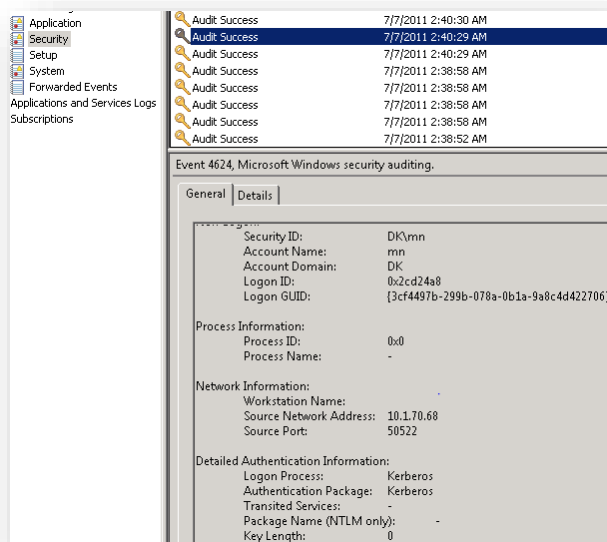 Application
Security
Setup
System
Forwarded Events
Applications and Services Logs
Subscriptions
Audit Success 7/7/2011 2:40:30 AM
Audit Success 7/7/2011 2:40:29 AM
Audit Success 7/7/2011 2:40:29 AM
Audit Success 7/7/2011 2:38:58 AM
Audit Success 7/7/2011 2:38:58 AM
Audit Success 7/7/2011 2:38:58 AM
Audit Success 7/7/2011 2:38:58 AM
Audit Success 7/7/2011 2:38:52 AM
Event 4624, Microsoft Windows security auditing.
General Details
Security ID: DK\mn
Account Name: mn
Account Domain: DK
Logon ID: 0x2cd24a8
Logon GUID: {3cf4497b-299b-078a-0b1a-9a8c4d422706}
Process Information:
Process ID: 0x0
Process Name: -
Network Information:
Workstation Name:
Source Network Address: 10.1.70.68
Source Port: 50522
Detailed Authentication Information:
Logon Process: Kerberos
Authentication Package: Kerberos
Transited Services: -
Package Name (NTLM only): -
Key Length: 0